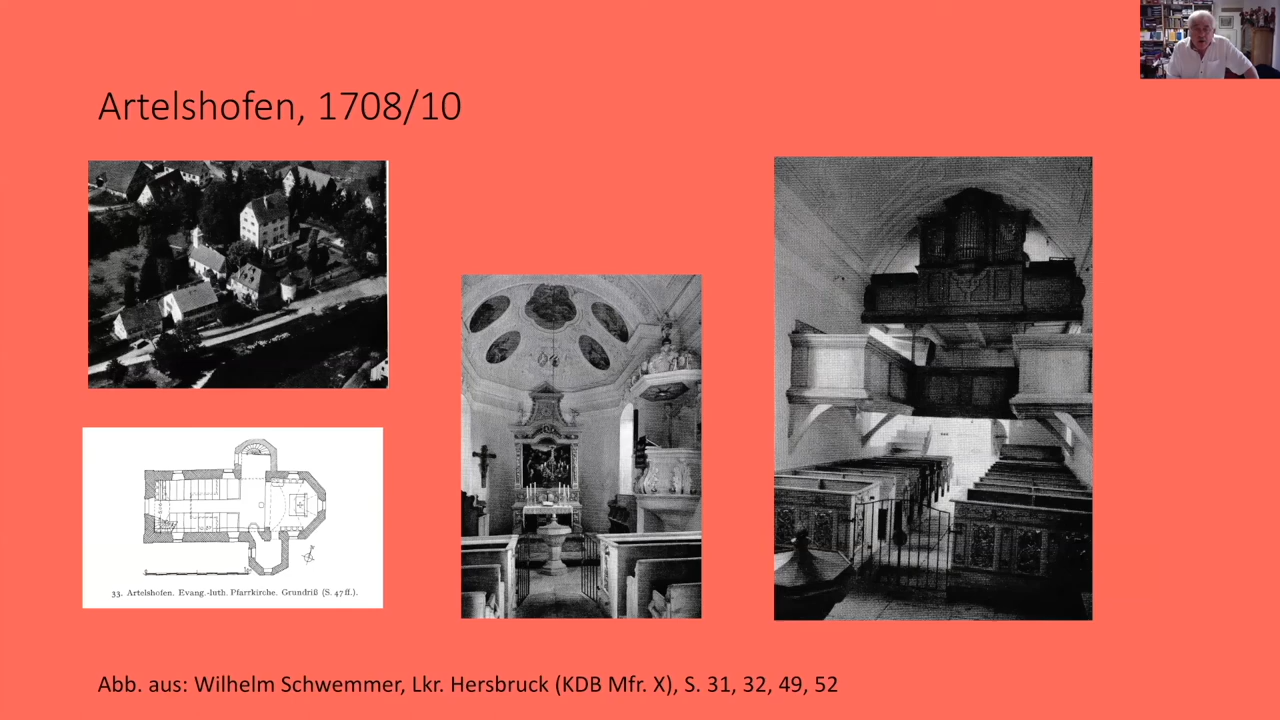 Artelshofen, 1708/10
33. Artelshofen. Evang.-luth. Pfarrkirche. Grundriß (S. 47 ff.).
Abb. aus: Wilhelm Schwemmer, Lkr. Hersbruck (KDB Mfr. X), S. 31, 32, 49, 52